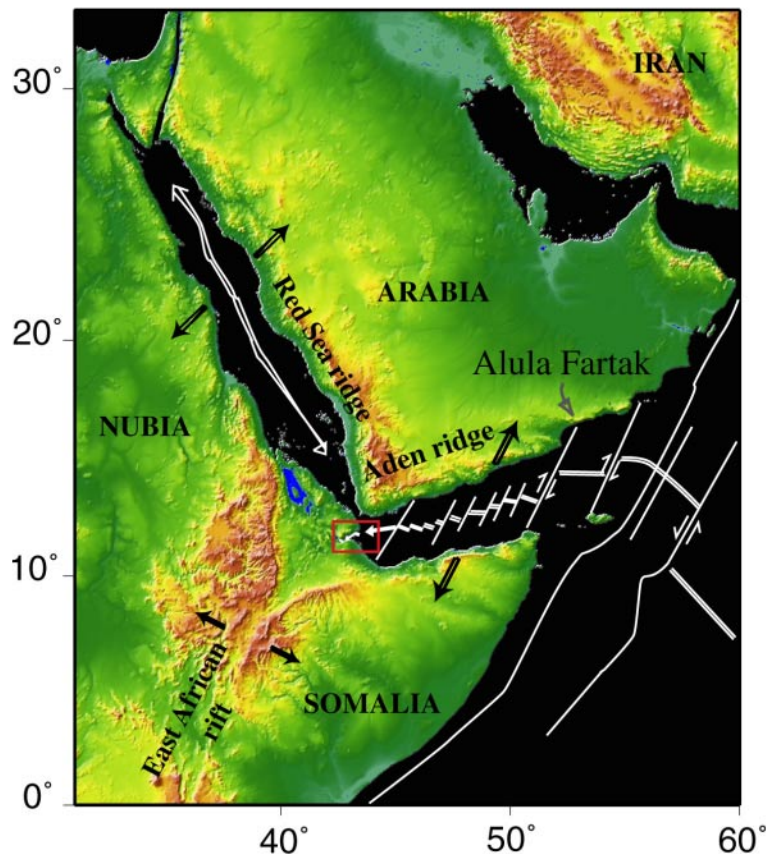 30°
IRAN
ARABIA
Red Sea ridge
20°
Alula Fartak
NUBIA
Aden ridge
10°
East African
rift
SOMALIA
0°
40°
50°
60°